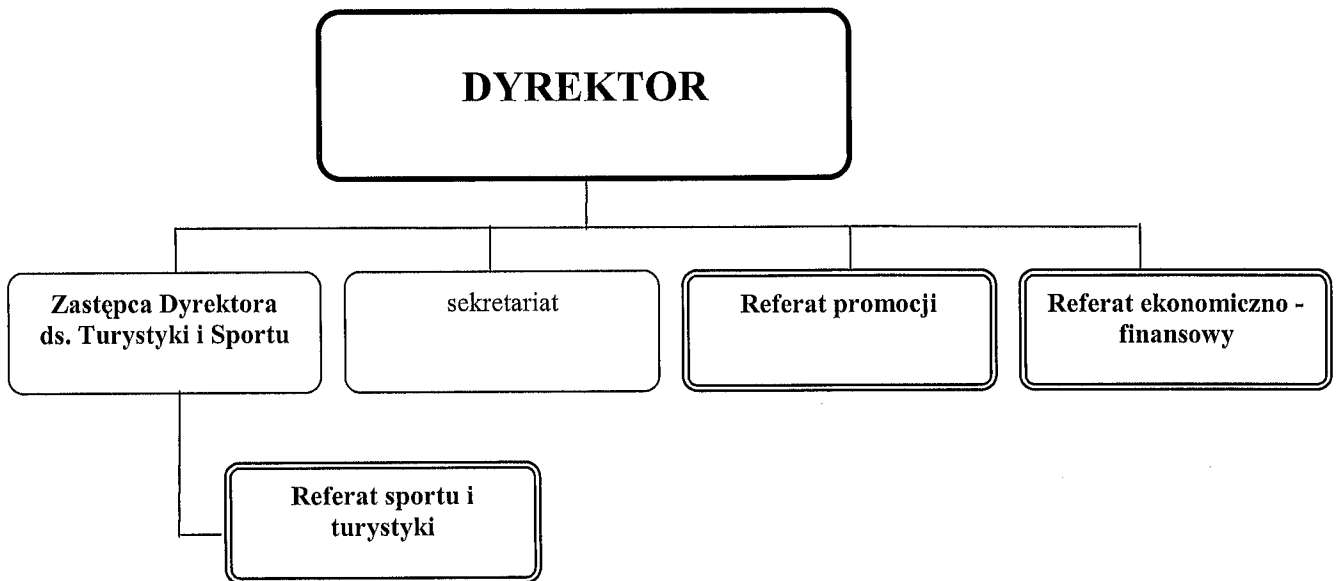 DYREKTOR
Zastępca Dyrektora
ds. Turystyki i Sportu
sekretariat
Referat promocji
Referat ekonomiczno -
finansowy
Referat sportu i
turystyki